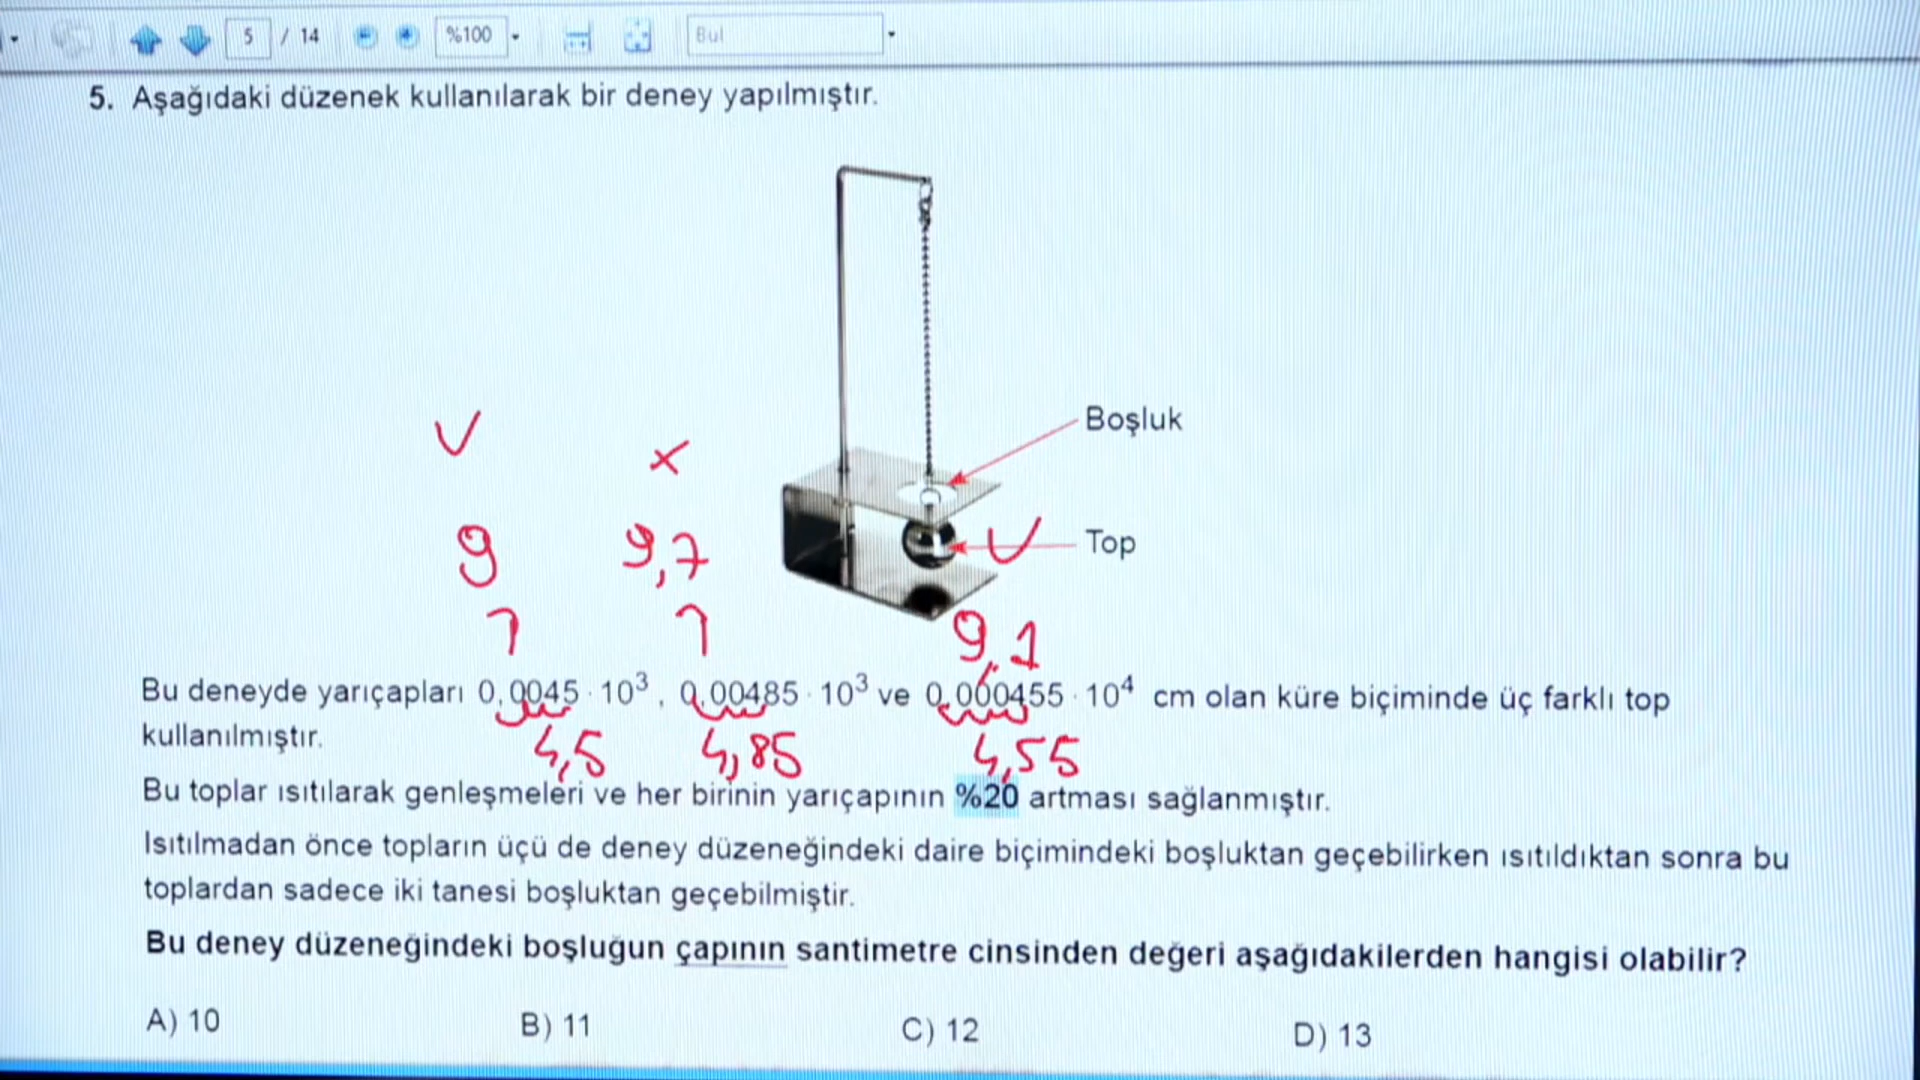 5 / 14 %100 Bul
5. Aşağıdaki düzenek kullanılarak bir deney yapılmıştır.
Boşluk
Top
9
9,7
9,1
Bu deneyde yarıçapları 0,0045 · 10³ , 0,00485 · 10³ ve 0,000455 · 10⁴ cm olan küre biçiminde üç farklı top
kullanılmıştır.
4,5 4,85 4,55
Bu toplar ısıtılarak genleşmeleri ve her birinin yarıçapının %20 artması sağlanmıştır.
Isıtılmadan önce topların üçü de deney düzeneğindeki daire biçimindeki boşluktan geçebilirken ısıtıldıktan sonra bu
toplardan sadece iki tanesi boşluktan geçebilmiştir.
Bu deney düzeneğindeki boşluğun çapının santimetre cinsinden değeri aşağıdakilerden hangisi olabilir?
A) 10 B) 11 C) 12 D) 13